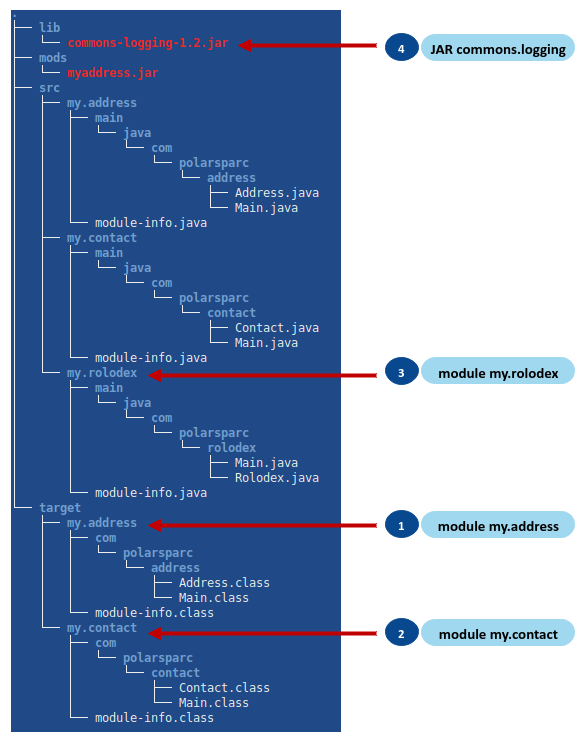 .
lib
commons-logging-1.2.jar
4 JAR commons.logging
mods
myaddress.jar
src
my.address
main
java
com
polarsparc
address
Address.java
Main.java
module-info.java
my.contact
main
java
com
polarsparc
contact
Contact.java
Main.java
module-info.java
my.rolodex
3 module my.rolodex
main
java
com
polarsparc
rolodex
Main.java
Rolodex.java
module-info.java
target
my.address
1 module my.address
com
polarsparc
address
Address.class
Main.class
module-info.class
my.contact
2 module my.contact
com
polarsparc
contact
Contact.class
Main.class
module-info.class